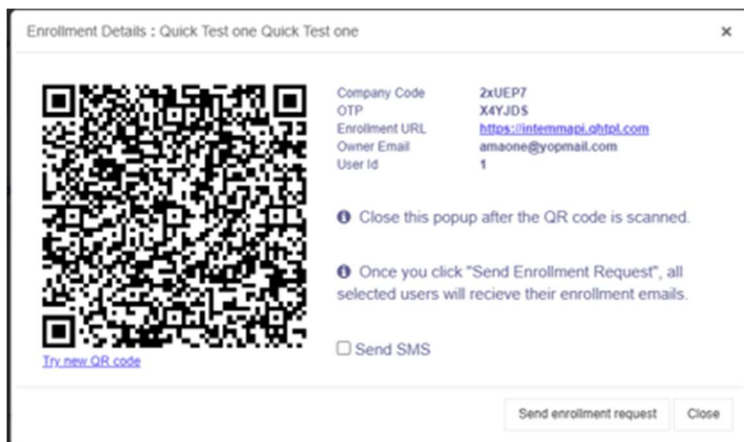 Enrollment Details : Quick Test one Quick Test one ×
Company Code 2xUEP7
OTP X4YJDS
Enrollment URL https://intemmapi.qhtpl.com
Owner Email amaone@yopmail.com
User Id 1
Close this popup after the QR code is scanned.
Once you click "Send Enrollment Request", all
selected users will recieve their enrollment emails.
Try new QR code
Send SMS
Send enrollment request Close